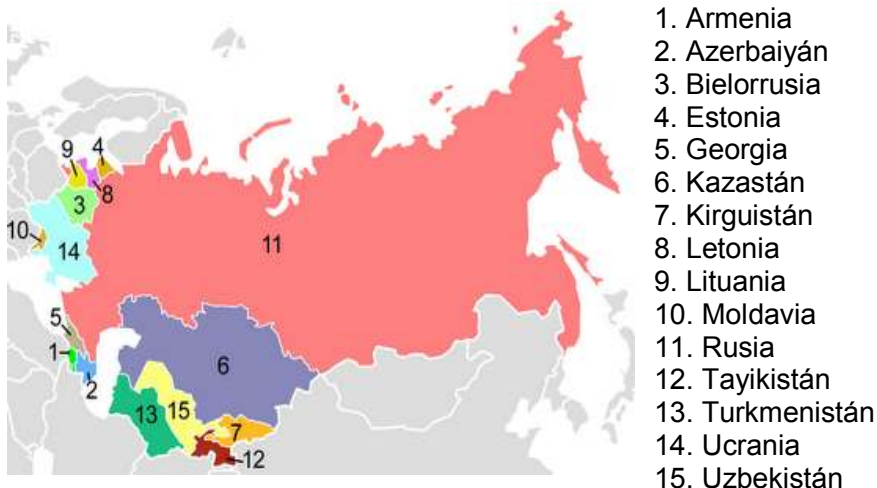 1. Armenia
2. Azerbaiyán
3. Bielorrusia
4. Estonia
5. Georgia
6. Kazastán
7. Kirguistán
8. Letonia
9. Lituania
10. Moldavia
11. Rusia
12. Tayikistán
13. Turkmenistán
14. Ucrania
15. Uzbekistán
9
4
8
3
10
14
11
5
1
2
6
13
15
7
12